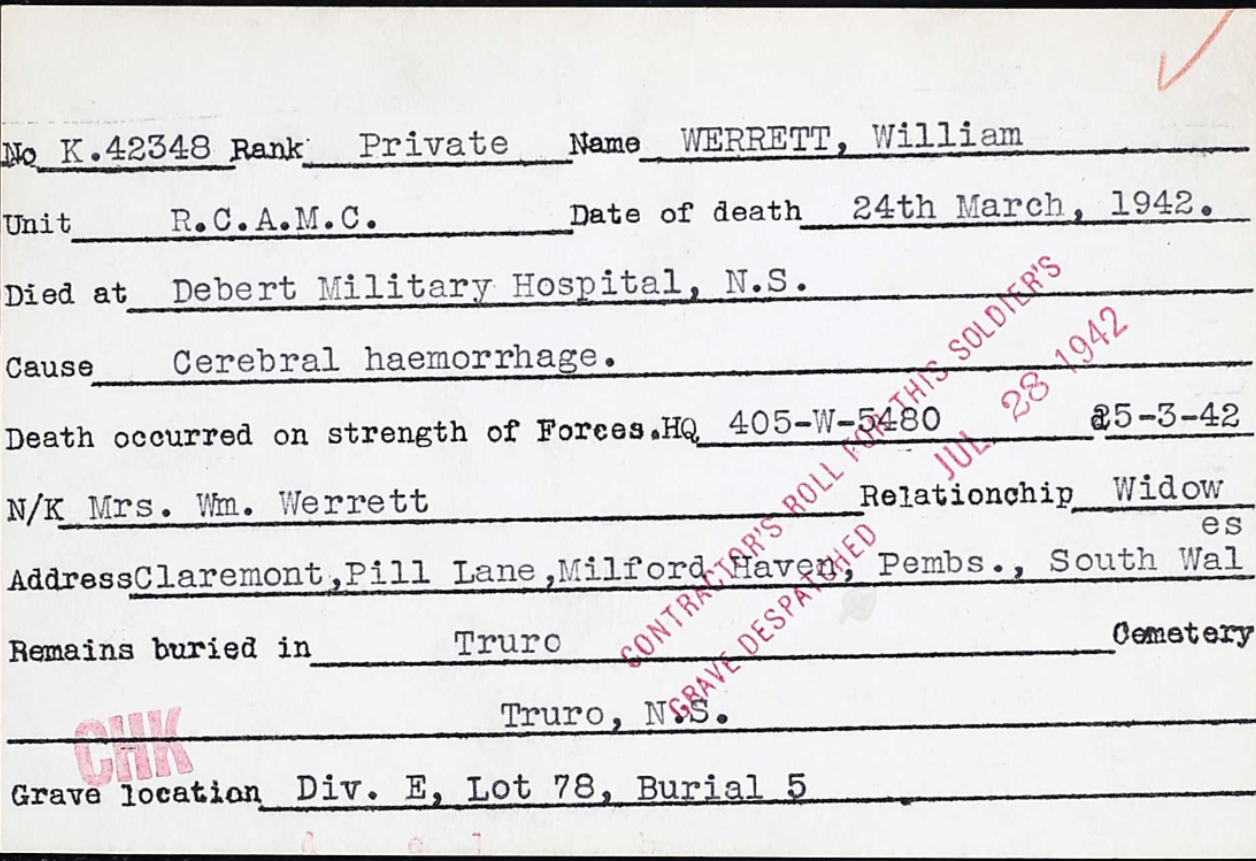 No K.42348 Rank Private Name WERRETT, William
Unit R.C.A.M.C. Date of death 24th March, 1942.
Died at Debert Military Hospital, N.S.
Cause Cerebral haemorrhage.
Death occurred on strength of Forces.HQ 405-W-5480 25-3-42
N/K Mrs. Wm. Werrett Relationchip Widow
es
Address Claremont,Pill Lane,Milford Haven, Pembs., South Wal
Remains buried in Truro Cemetery
Truro, N.S.
Grave location Div. E, Lot 78, Burial 5
CONTRACTOR'S ROLL FOR THIS SOLDIER'S
GRAVE DESPATCHED JUL 28 1942
CHK